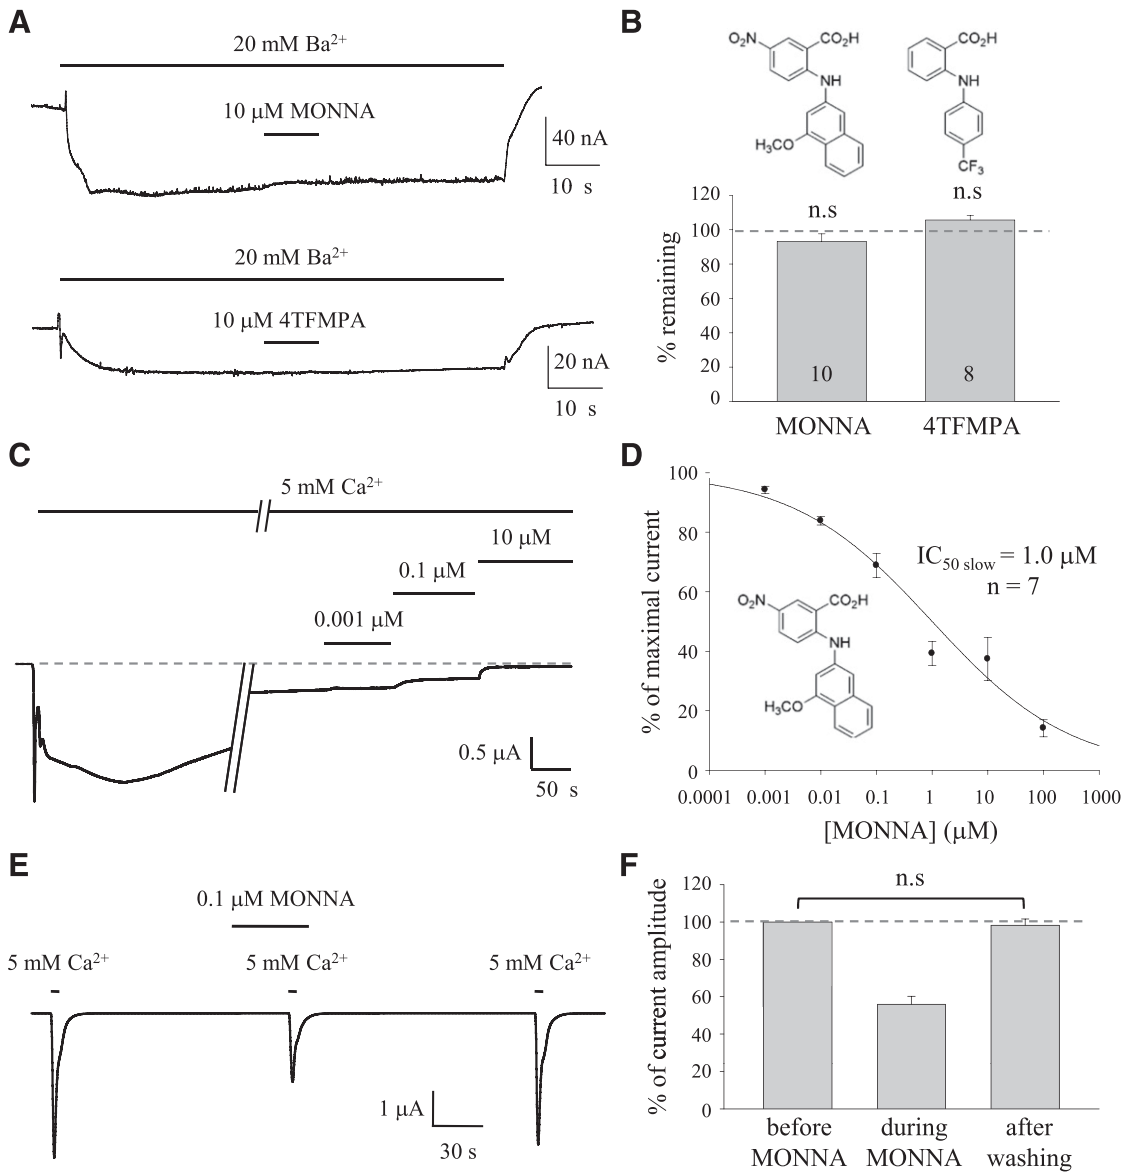 A
20 mM Ba²⁺
10 µM MONNA
40 nA
10 s
20 mM Ba²⁺
10 µM 4TFMPA
20 nA
10 s
B
O₂N
CO₂H
NH
H₃CO
CO₂H
NH
CF₃
n.s
n.s
120
100
80
60
40
20
0
% remaining
10
8
MONNA
4TFMPA
C
5 mM Ca²⁺
10 µM
0.1 µM
0.001 µM
0.5 µA
50 s
D
100
80
60
40
20
0
% of maximal current
IC₅₀ slow = 1.0 µM
n = 7
O₂N
CO₂H
NH
H₃CO
0.0001 0.001 0.01 0.1 1 10 100 1000
[MONNA] (µM)
E
0.1 µM MONNA
5 mM Ca²⁺
5 mM Ca²⁺
5 mM Ca²⁺
1 µA
30 s
F
n.s
120
100
80
60
40
20
0
% of current amplitude
before MONNA
during MONNA
after washing